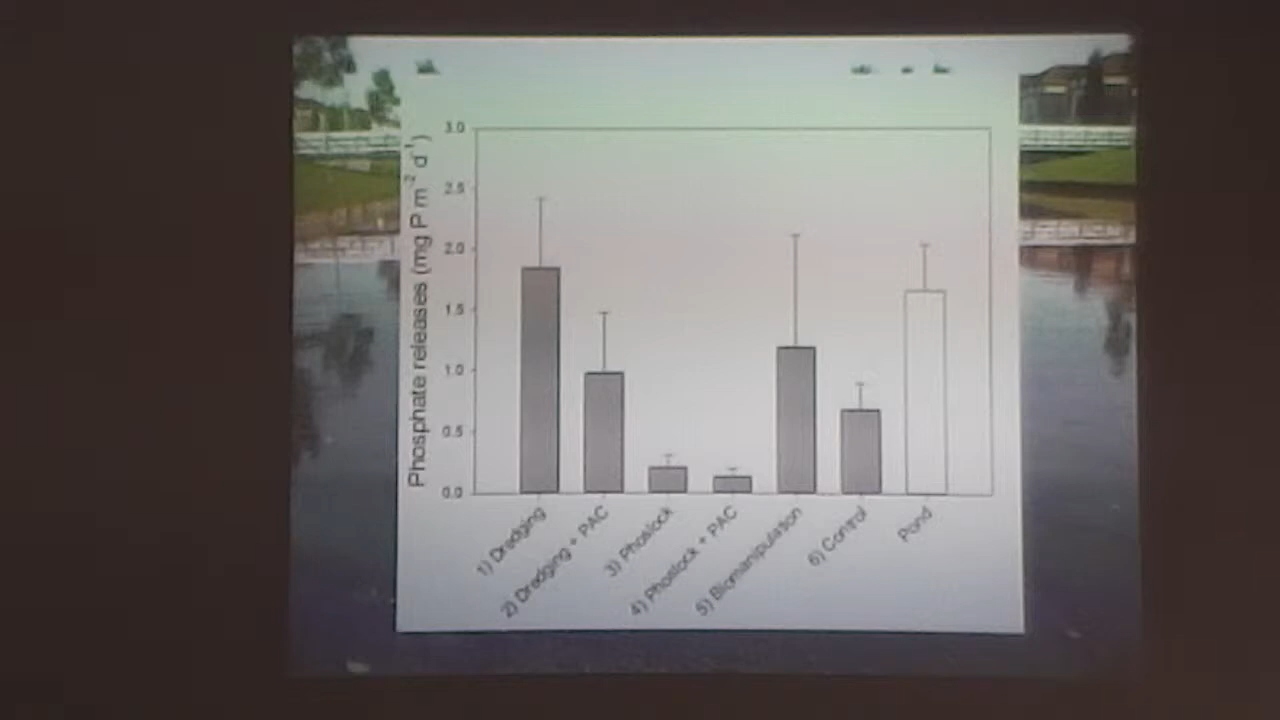 Phosphate releases (mg P m⁻² d⁻¹)
3.0
2.5
2.0
1.5
1.0
0.5
0.0
1) Dredging
2) Dredging + PAC
3) Phoslock
4) Phoslock + PAC
5) Biomanipulation
6) Control
Pond